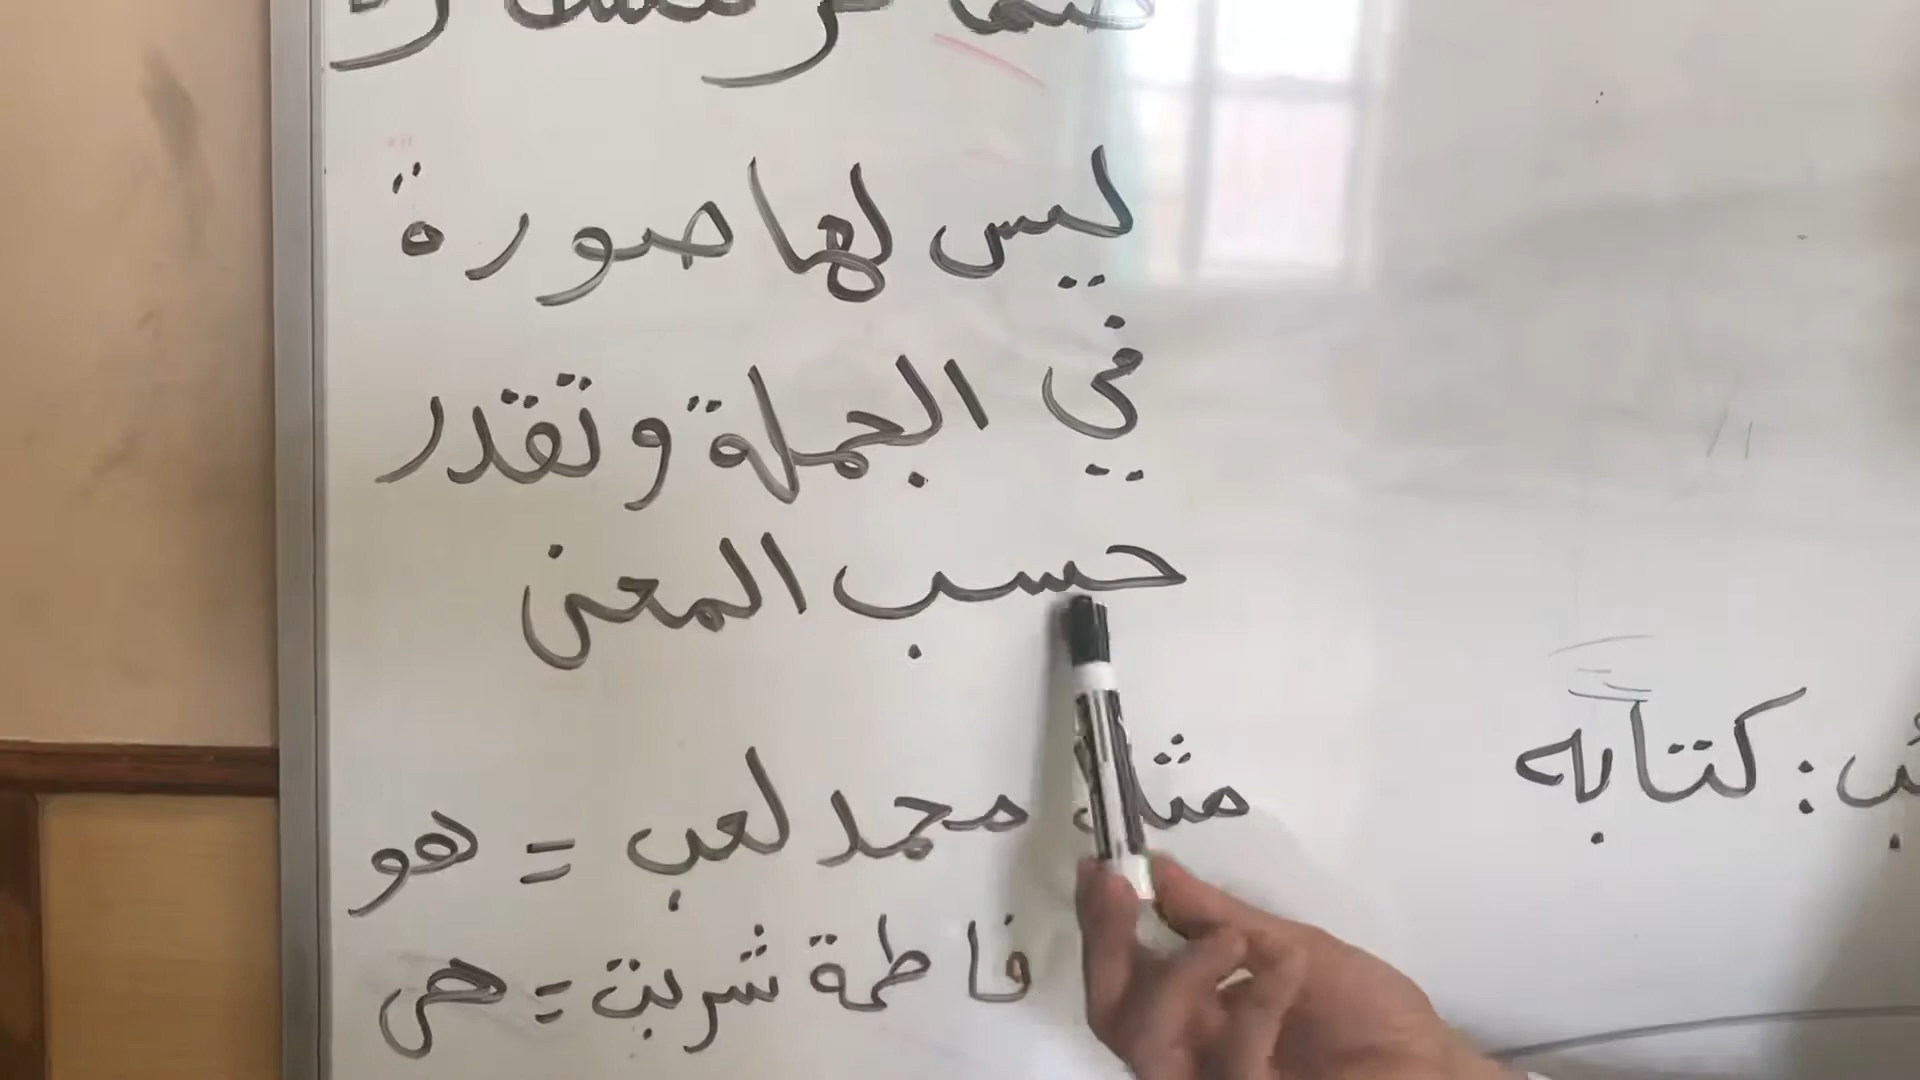 ليس لها صورة
في الجملة وتقدر
حسب المعنى
مثل محمد لعب = هو
فاطمة شربت = هي
: كتابه